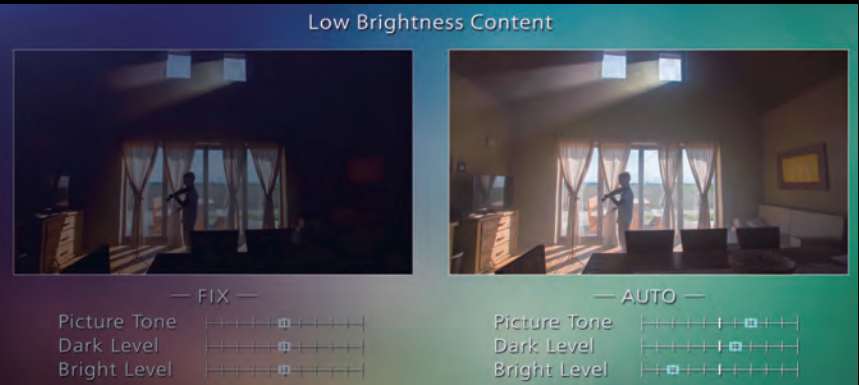 Low Brightness Content
— FIX —
Picture Tone
Dark Level
Bright Level
— AUTO —
Picture Tone
Dark Level
Bright Level